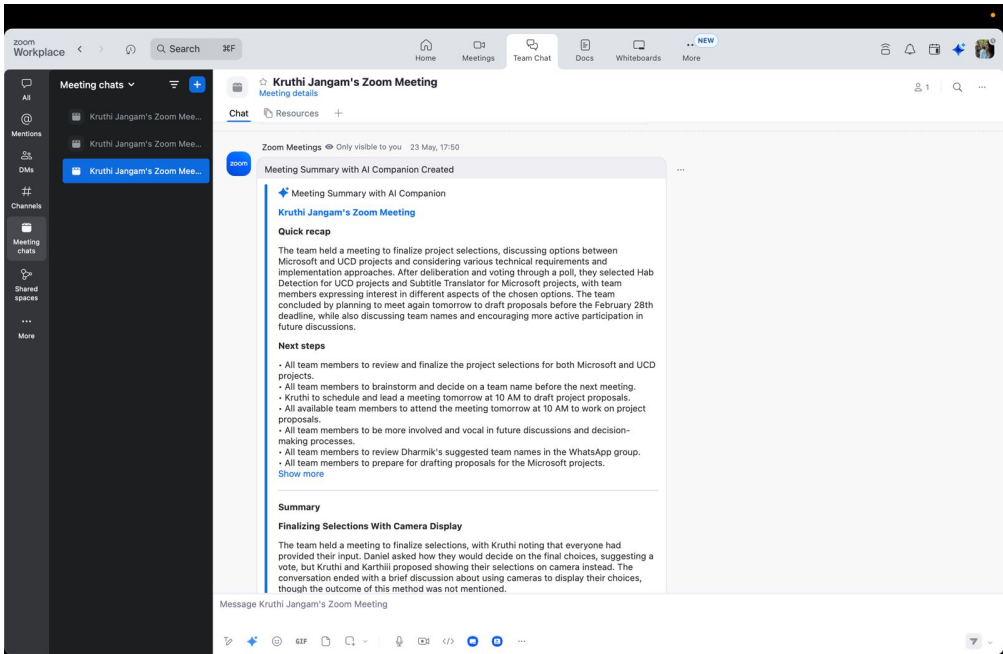 zoom
Workplace
Search
⌘F
Home
Meetings
Team Chat
Docs
Whiteboards
NEW
More
All
Mentions
DMs
Channels
Meeting
chats
Shared
spaces
More
Meeting chats
Kruthi Jangam's Zoom Mee...
Kruthi Jangam's Zoom Mee...
Kruthi Jangam's Zoom Mee...
Kruthi Jangam's Zoom Meeting
Meeting details
1
Chat
Resources
Zoom Meetings Only visible to you 23 May, 17:50
zoom
Meeting Summary with AI Companion Created
Meeting Summary with AI Companion
Kruthi Jangam's Zoom Meeting
Quick recap
The team held a meeting to finalize project selections, discussing options between
Microsoft and UCD projects and considering various technical requirements and
implementation approaches. After deliberation and voting through a poll, they selected Hab
Detection for UCD projects and Subtitle Translator for Microsoft projects, with team
members expressing interest in different aspects of the chosen options. The team
concluded by planning to meet again tomorrow to draft proposals before the February 28th
deadline, while also discussing team names and encouraging more active participation in
future discussions.
Next steps
• All team members to review and finalize the project selections for both Microsoft and UCD
projects.
• All team members to brainstorm and decide on a team name before the next meeting.
• Kruthi to schedule and lead a meeting tomorrow at 10 AM to draft project proposals.
• All available team members to attend the meeting tomorrow at 10 AM to work on project
proposals.
• All team members to be more involved and vocal in future discussions and decision-
making processes.
• All team members to review Dharmik's suggested team names in the WhatsApp group.
• All team members to prepare for drafting proposals for the Microsoft projects.
Show more
Summary
Finalizing Selections With Camera Display
The team held a meeting to finalize selections, with Kruthi noting that everyone had
provided their input. Daniel asked how they would decide on the final choices, suggesting a
vote, but Kruthi and Karthiii proposed showing their selections on camera instead. The
conversation ended with a brief discussion about using cameras to display their choices,
though the outcome of this method was not mentioned.
Message Kruthi Jangam's Zoom Meeting
GIF